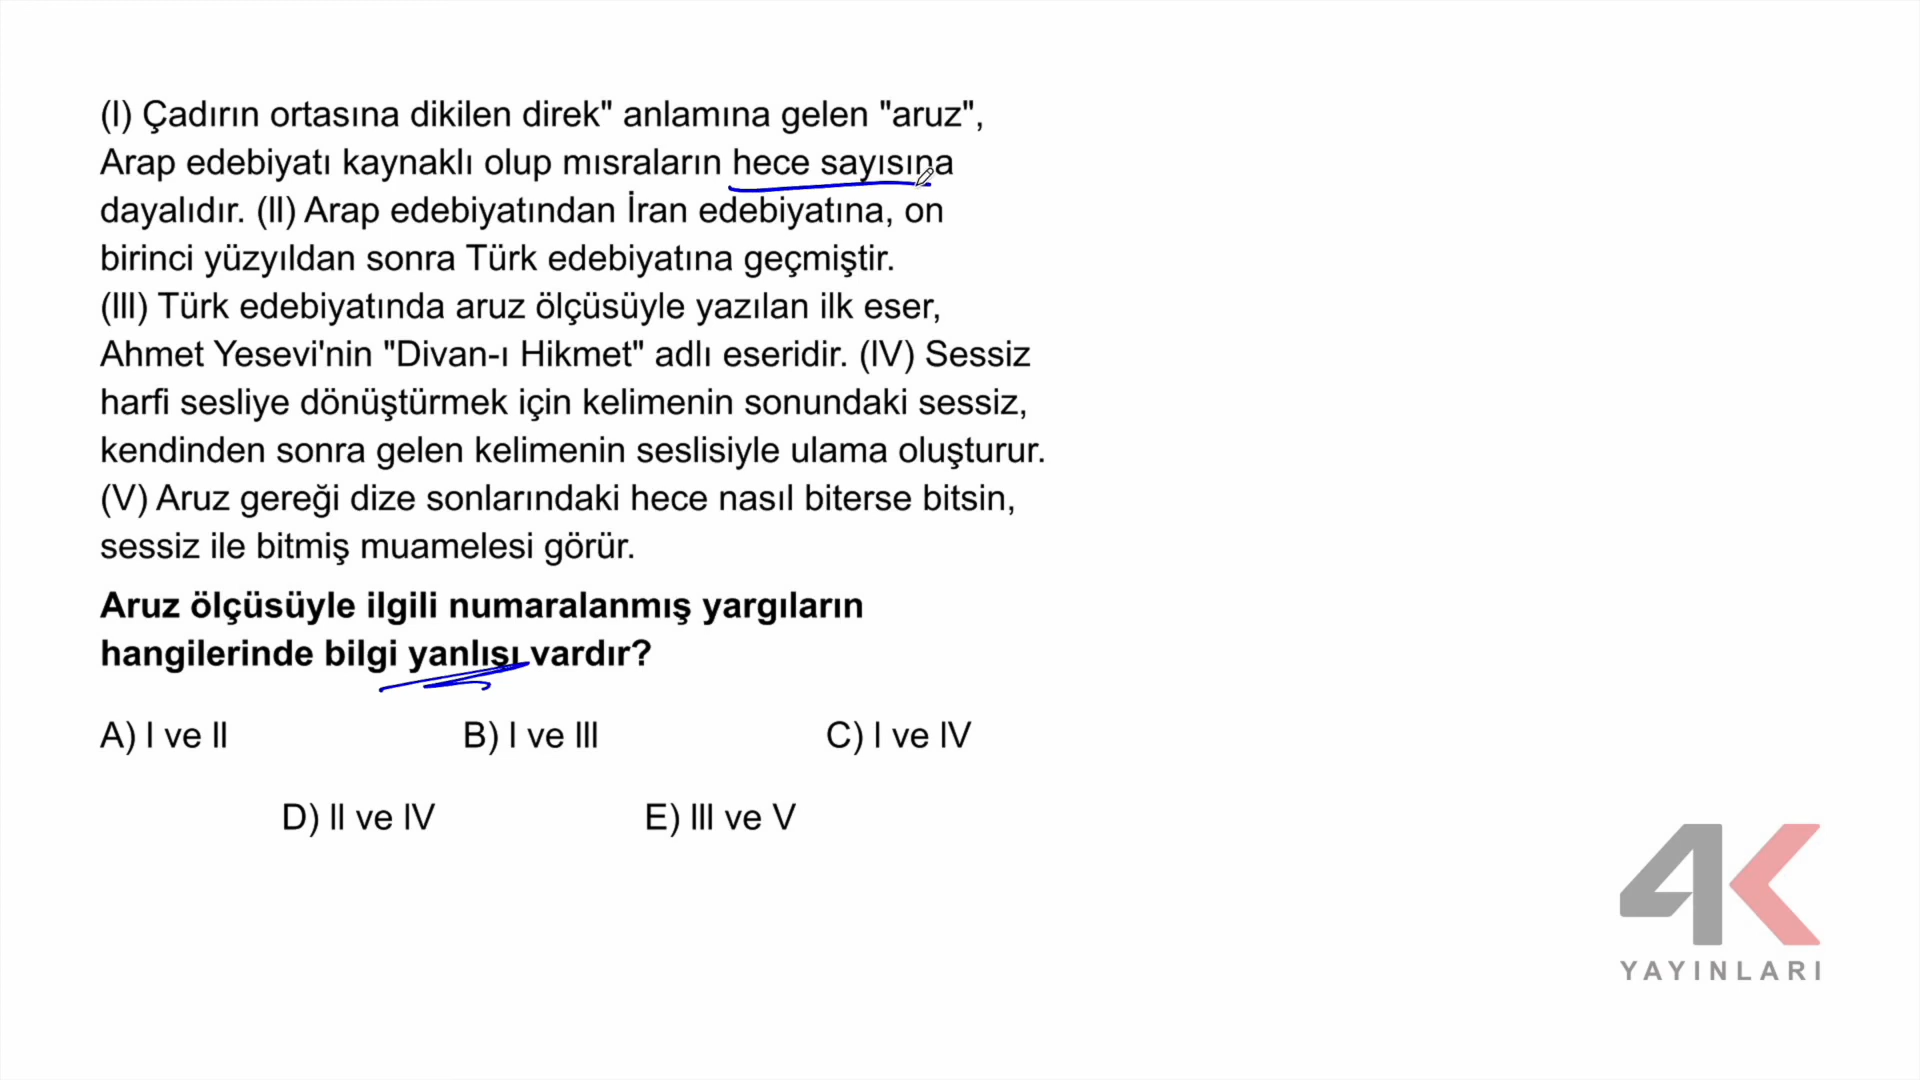 (I) Çadırın ortasına dikilen direk" anlamına gelen "aruz",
Arap edebiyatı kaynaklı olup mısraların hece sayısına
dayalıdır. (II) Arap edebiyatından İran edebiyatına, on
birinci yüzyıldan sonra Türk edebiyatına geçmiştir.
(III) Türk edebiyatında aruz ölçüsüyle yazılan ilk eser,
Ahmet Yesevi'nin "Divan-ı Hikmet" adlı eseridir. (IV) Sessiz
harfi sesliye dönüştürmek için kelimenin sonundaki sessiz,
kendinden sonra gelen kelimenin seslisiyle ulama oluşturur.
(V) Aruz gereği dize sonlarındaki hece nasıl biterse bitsin,
sessiz ile bitmiş muamelesi görür.
Aruz ölçüsüyle ilgili numaralanmış yargıların
hangilerinde bilgi yanlışı vardır?
A) I ve II B) I ve III C) I ve IV
D) II ve IV E) III ve V
4K
YAYINLARI